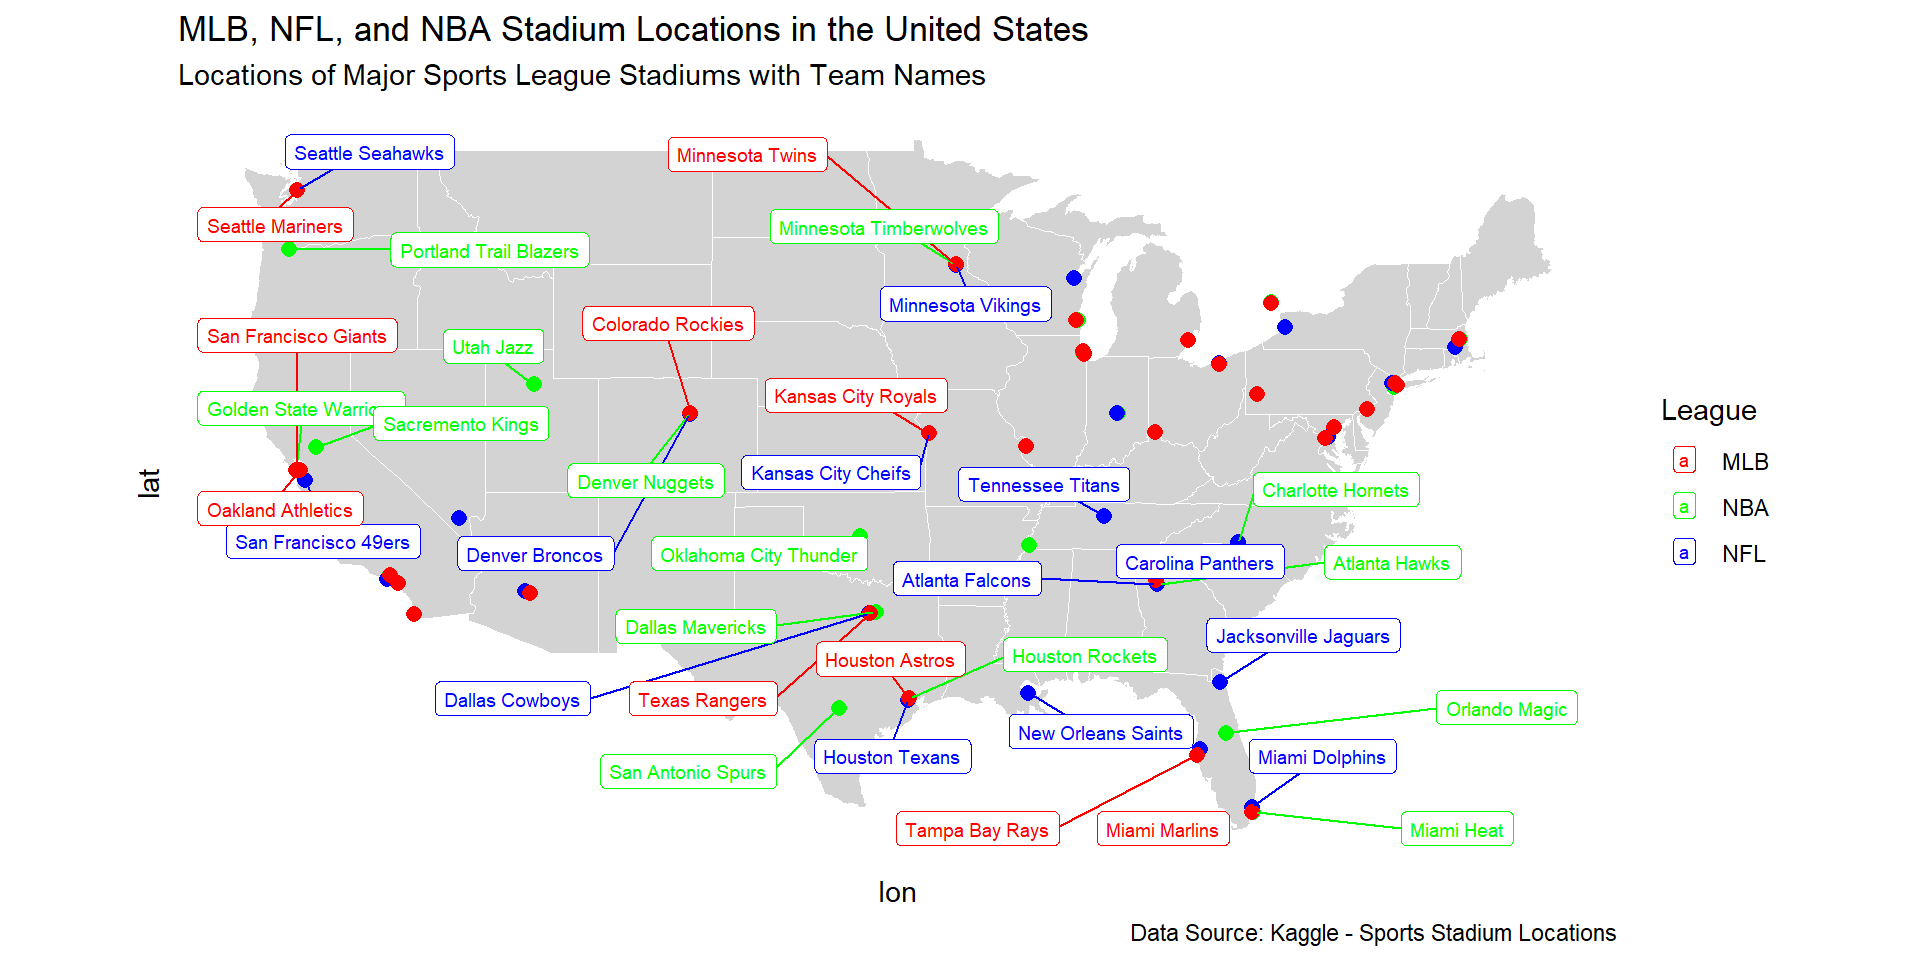 MLB, NFL, and NBA Stadium Locations in the United States
Locations of Major Sports League Stadiums with Team Names
Seattle Seahawks
Minnesota Twins
Seattle Mariners
Minnesota Timberwolves
Portland Trail Blazers
Minnesota Vikings
Colorado Rockies
San Francisco Giants
Utah Jazz
Kansas City Royals
Golden State
Sacremento Kings
Kansas City Cheifs
Denver Nuggets
Tennessee Titans
Charlotte Hornets
Oakland Athletics
San Francisco 49ers
Denver Broncos
Oklahoma City Thunder
Carolina Panthers
Atlanta Hawks
Atlanta Falcons
Dallas Mavericks
Jacksonville Jaguars
Houston Astros
Houston Rockets
Dallas Cowboys
Texas Rangers
Orlando Magic
New Orleans Saints
Houston Texans
Miami Dolphins
San Antonio Spurs
Tampa Bay Rays
Miami Marlins
Miami Heat
lat
lon
League
a MLB
a NBA
a NFL
Data Source: Kaggle - Sports Stadium Locations